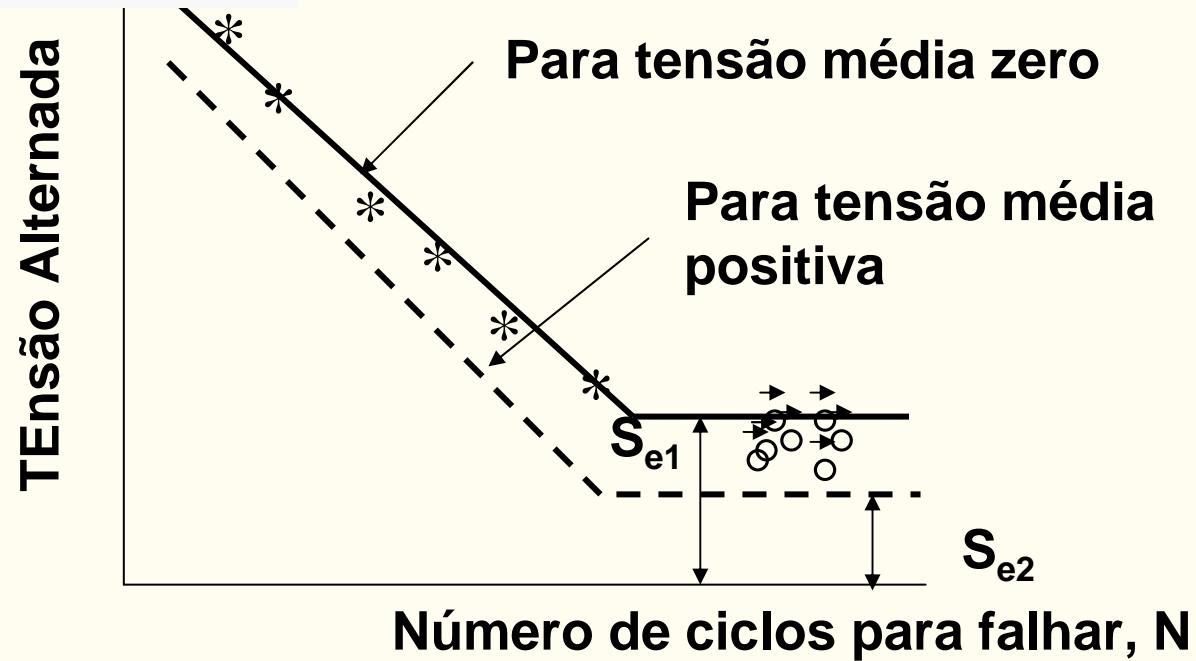 TEnsão Alternada
Para tensão média zero
Para tensão média
positiva
Se1
Se2
Número de ciclos para falhar, N